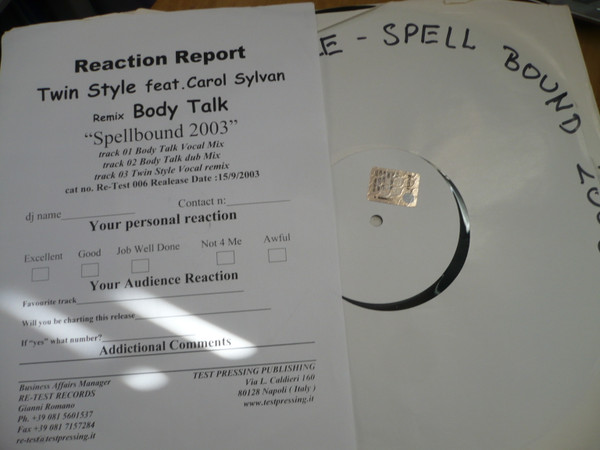 Reaction Report
Twin Style feat.Carol Sylvan
Remix Body Talk
“Spellbound 2003”
track 01 Body Talk Vocal Mix
track 02 Body Talk dub Mix
track 03 Twin Style Vocal remix
cat no. Re-Test 006 Realease Date :15/9/2003
dj name Contact n:
Your personal reaction
Excellent Good Job Well Done Not 4 Me Awful
Your Audience Reaction
Favourite track
Will you be charting this release
If "yes" what number?
Addictional Comments
Business Affairs Manager
RE-TEST RECORDS
Gianni Romano
Ph. +39 081 5601537
Fax +39 081 7157284
re-test@testpressing.it
TEST PRESSING PUBLISHING
Via L. Caldieri 160
80128 Napoli ( Italy )
www.testpressing.it
E - SPELL BOUND